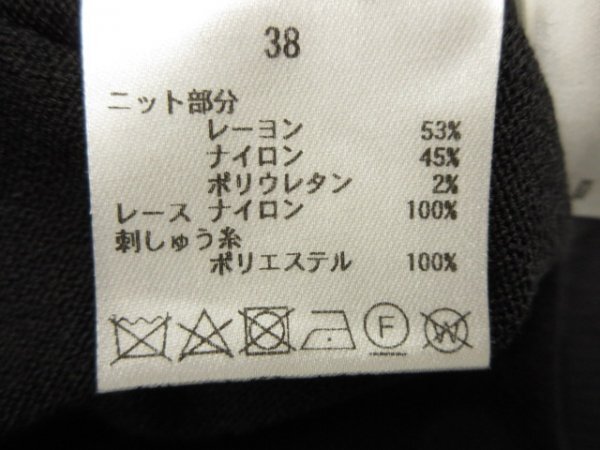 38
ニット部分
レーヨン 53%
ナイロン 45%
ポリウレタン 2%
レース ナイロン 100%
刺しゅう糸
ポリエステル 100%
F W